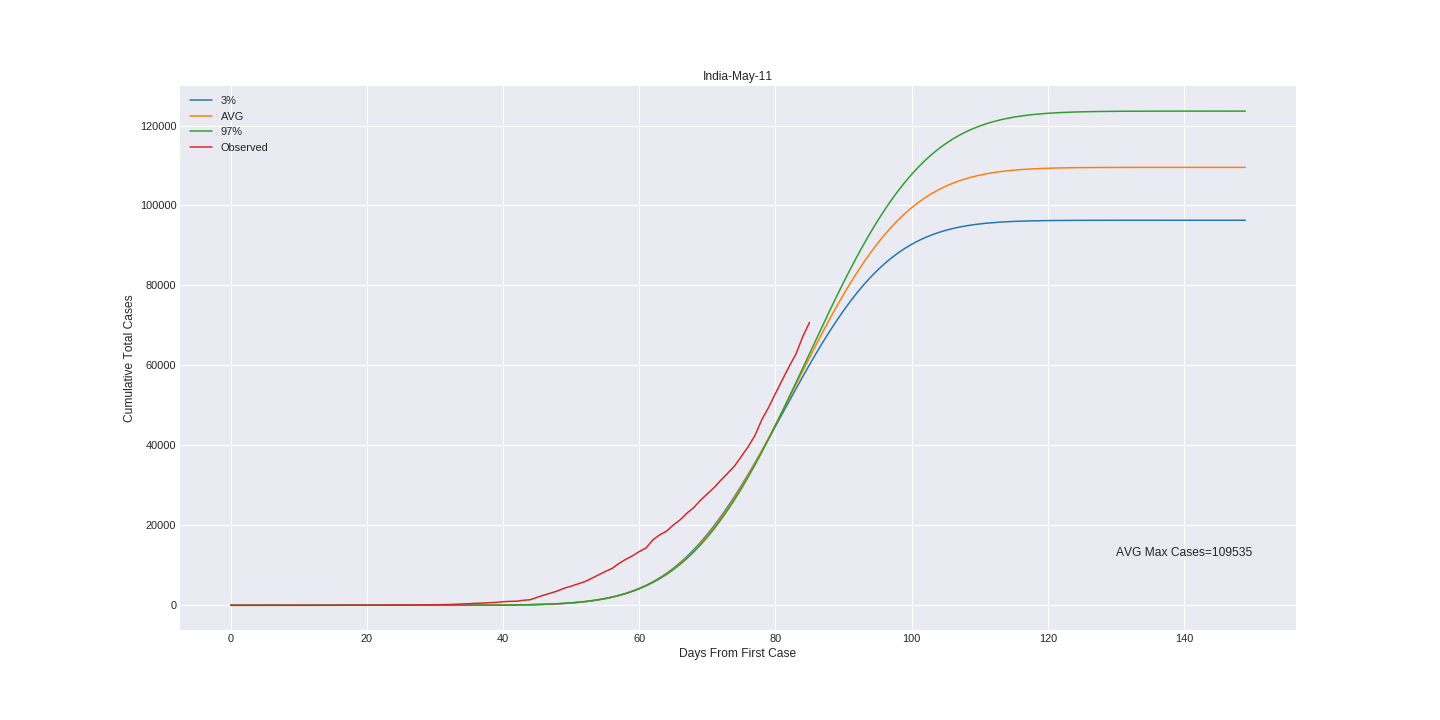 India-May-11
3%
AVG
97%
Observed
120000
100000
80000
60000
40000
20000
0
Cumulative Total Cases
AVG Max Cases=109535
0 20 40 60 80 100 120 140
Days From First Case